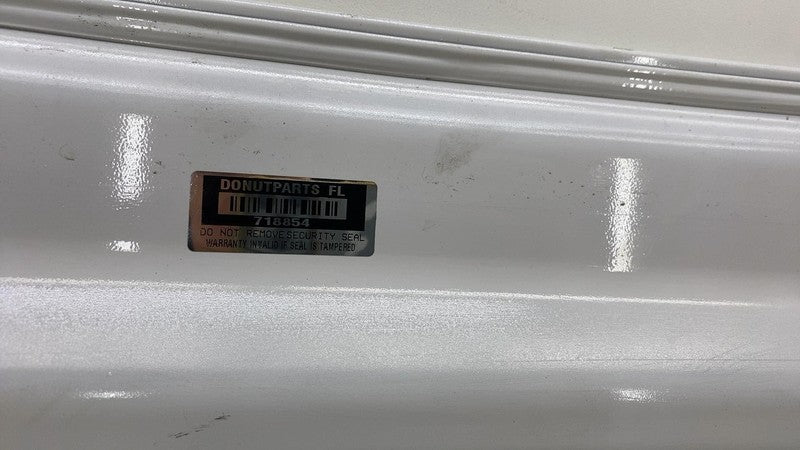 DONUTPARTS FL
718854
DO NOT REMOVE SECURITY SEAL
WARRANTY INVALID IF SEAL IS TAMPERED